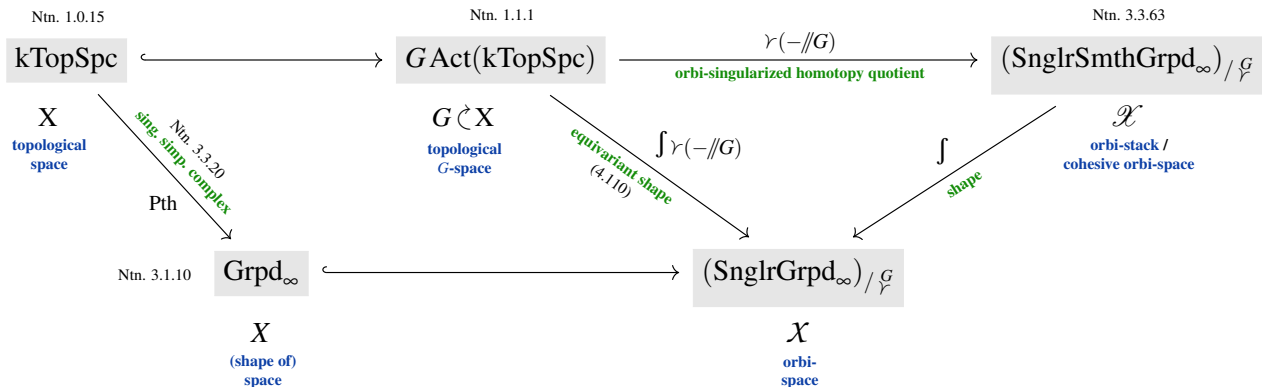 Ntn. 1.0.15
Ntn. 1.1.1
Ntn. 3.3.63
kTopSpc
G Act(kTopSpc)
ϒ(−//G)
orbi-singularized homotopy quotient
(SnglrSmthGrpd∞)/ϒG
X
topological
space
Ntn. 3.3.20
sing. simp. complex
Pth
G ⟳ X
topological
G-space
∫ϒ(−//G)
equivariant shape
(4.110)
∫
shape
𝒳
orbi-stack /
cohesive orbi-space
Ntn. 3.1.10
Grpd∞
(SnglrGrpd∞)/ϒG
X
(shape of)
space
𝒳
orbi-
space